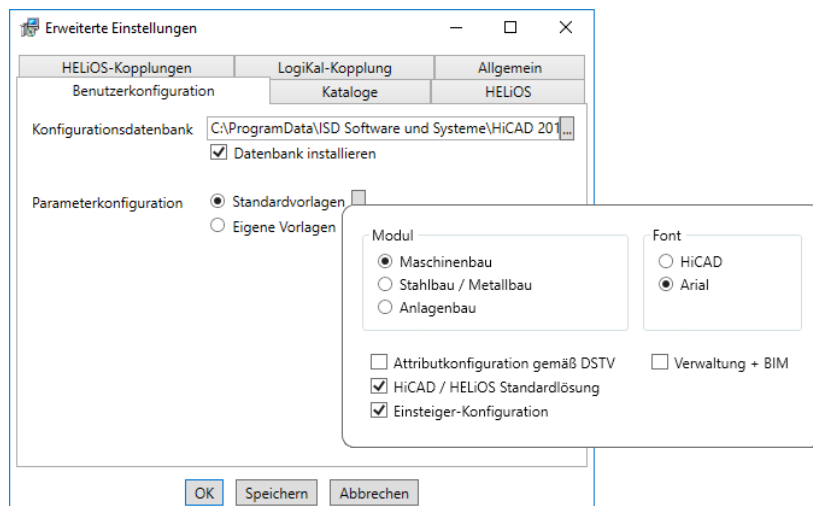 Erweiterte Einstellungen
HELiOS-Kopplungen LogiKal-Kopplung Allgemein
Benutzerkonfiguration Kataloge HELiOS
Konfigurationsdatenbank C:\ProgramData\ISD Software und Systeme\HiCAD 201 ...
Datenbank installieren
Parameterkonfiguration Standardvorlagen
Eigene Vorlagen
Modul
Maschinenbau
Stahlbau / Metallbau
Anlagenbau
Font
HiCAD
Arial
Attributkonfiguration gemäß DSTV
HiCAD / HELiOS Standardlösung
Einsteiger-Konfiguration
Verwaltung + BIM
OK Speichern Abbrechen